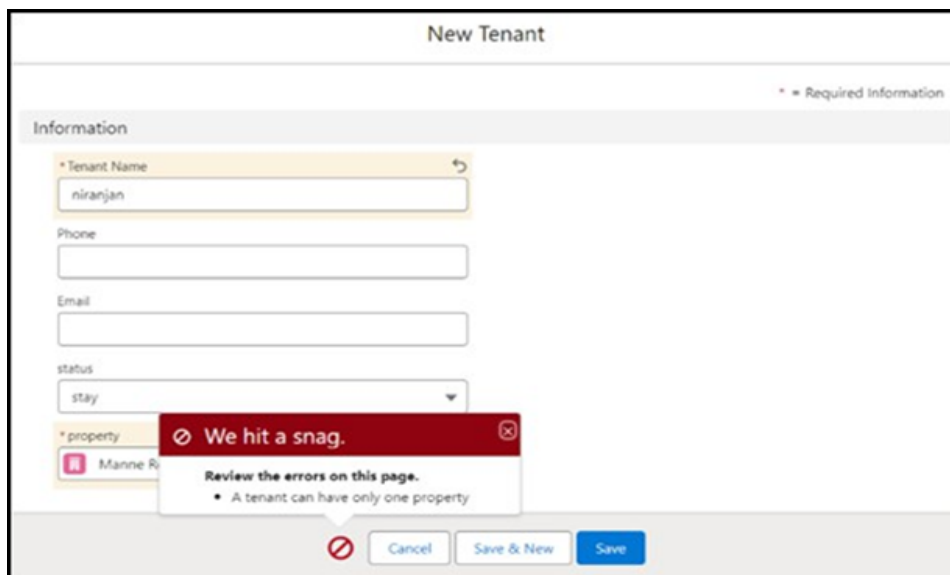 New Tenant
* = Required Information
Information
* Tenant Name
niranjan
Phone
Email
status
stay
* property
Manne
We hit a snag.
Review the errors on this page.
• A tenant can have only one property
Cancel
Save & New
Save